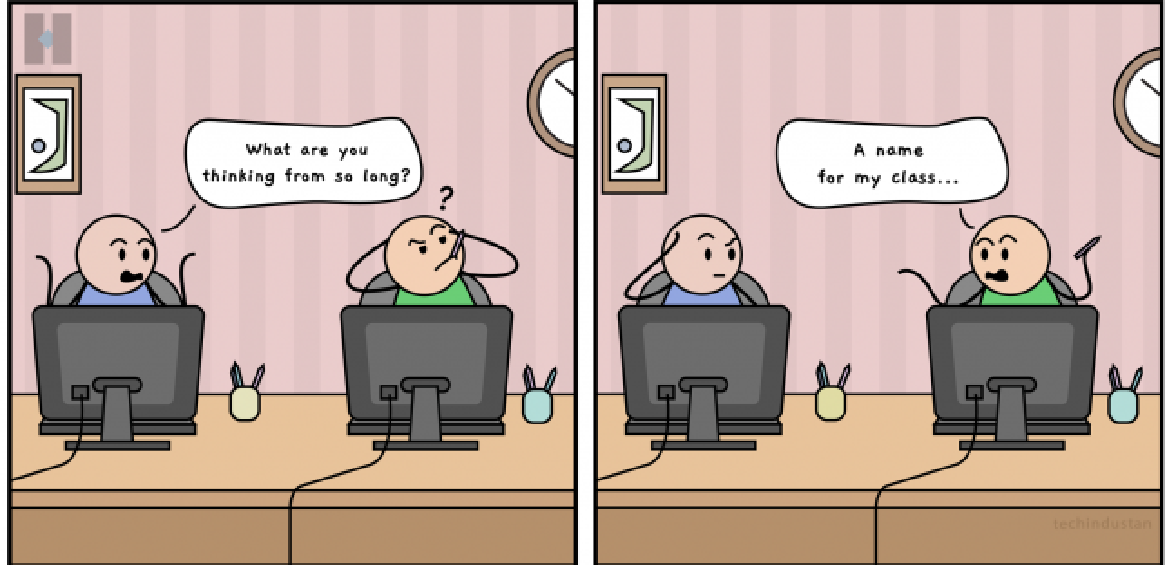 What are you
thinking from so long?
?
A name
for my class...
techindustan